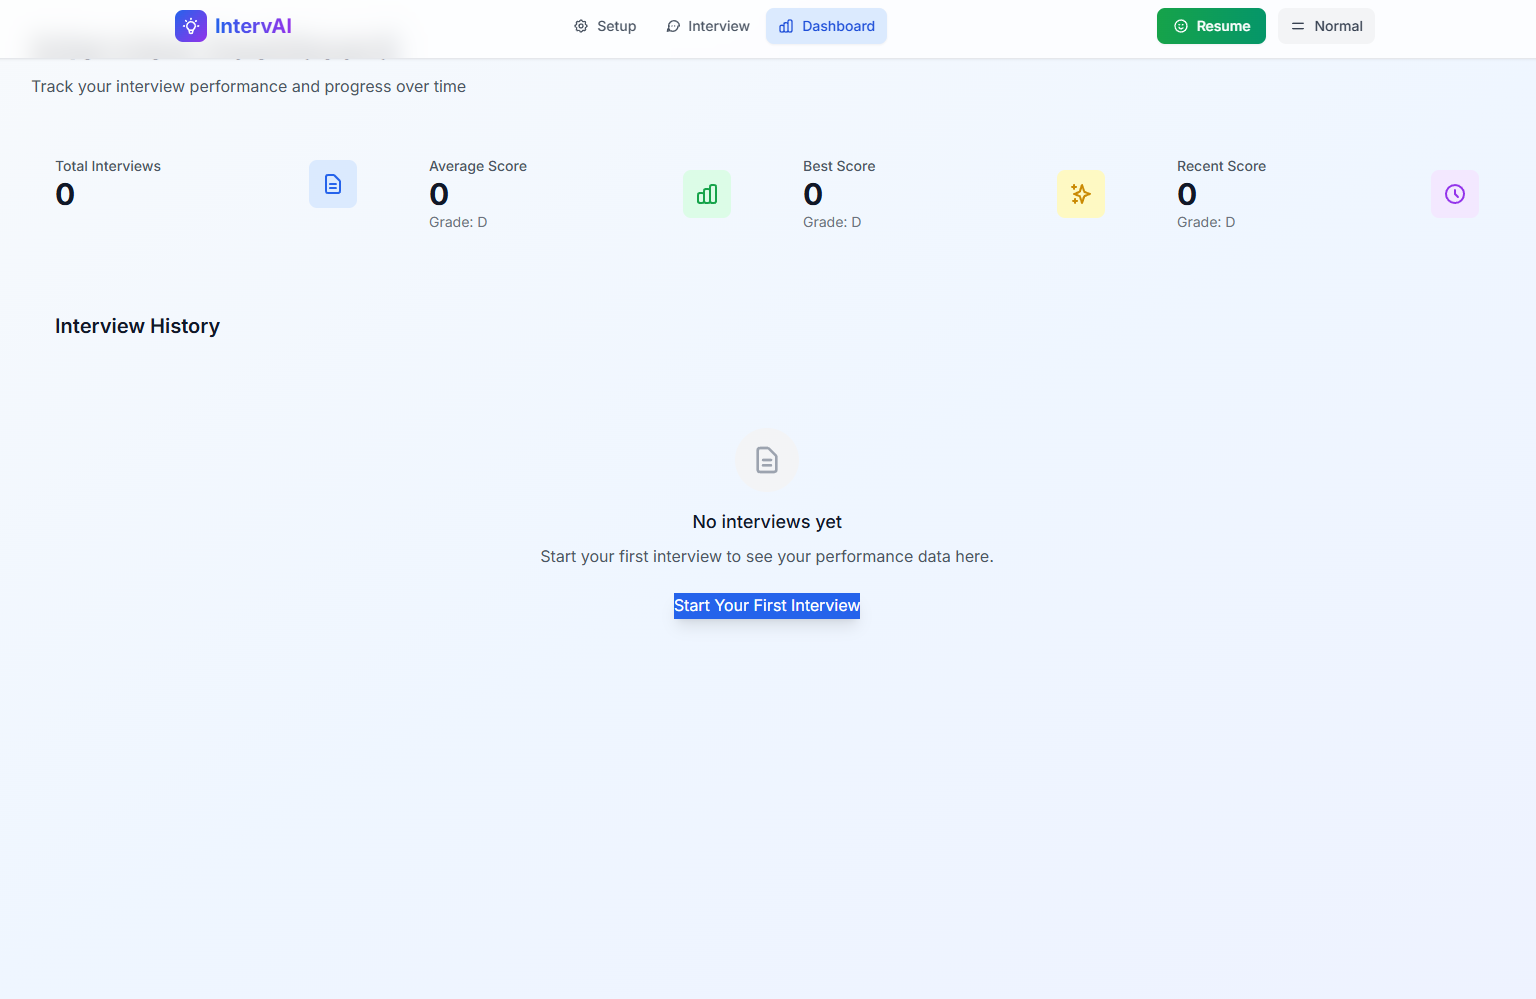 IntervAI
Setup
Interview
Dashboard
Resume
Normal
Track your interview performance and progress over time
Total Interviews
0
Average Score
0
Grade: D
Best Score
0
Grade: D
Recent Score
0
Grade: D
Interview History
No interviews yet
Start your first interview to see your performance data here.
Start Your First Interview